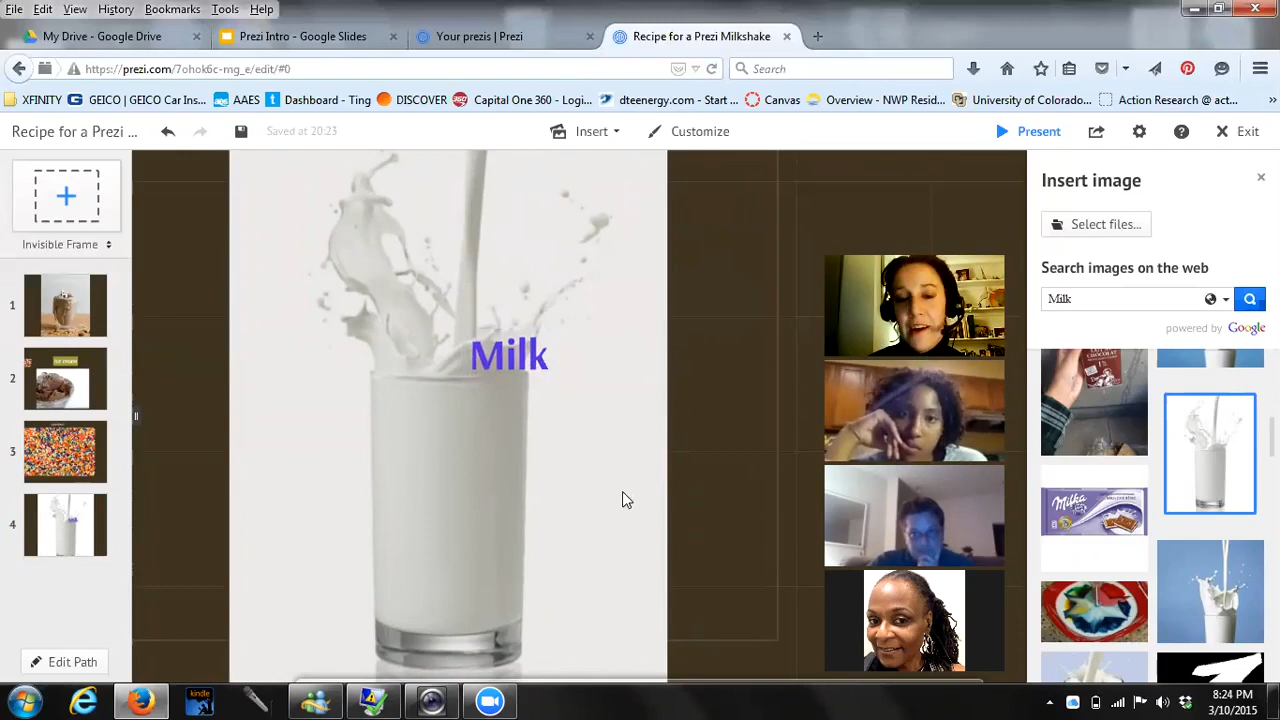 File Edit View History Bookmarks Tools Help
My Drive - Google Drive × Prezi Intro - Google Slides × Your prezis | Prezi × Recipe for a Prezi Milkshake × +
https://prezi.com/7ohok6c-mg_e/edit/#0 Search
XFINITY GEICO | GEICO Car Ins... AAES Dashboard - Ting DISCOVER Capital One 360 - Logi... dteenergy.com - Start ... Canvas Overview - NWP Resid... University of Colorado... Action Research @ act... »
Recipe for a Prezi ... Saved at 20:23 Insert Customize Present Exit
Insert image
Select files...
Invisible Frame
Search images on the web
Milk
powered by Google
1
2
3
4
Milk
Milka
Edit Path
kindle
8:24 PM
3/10/2015